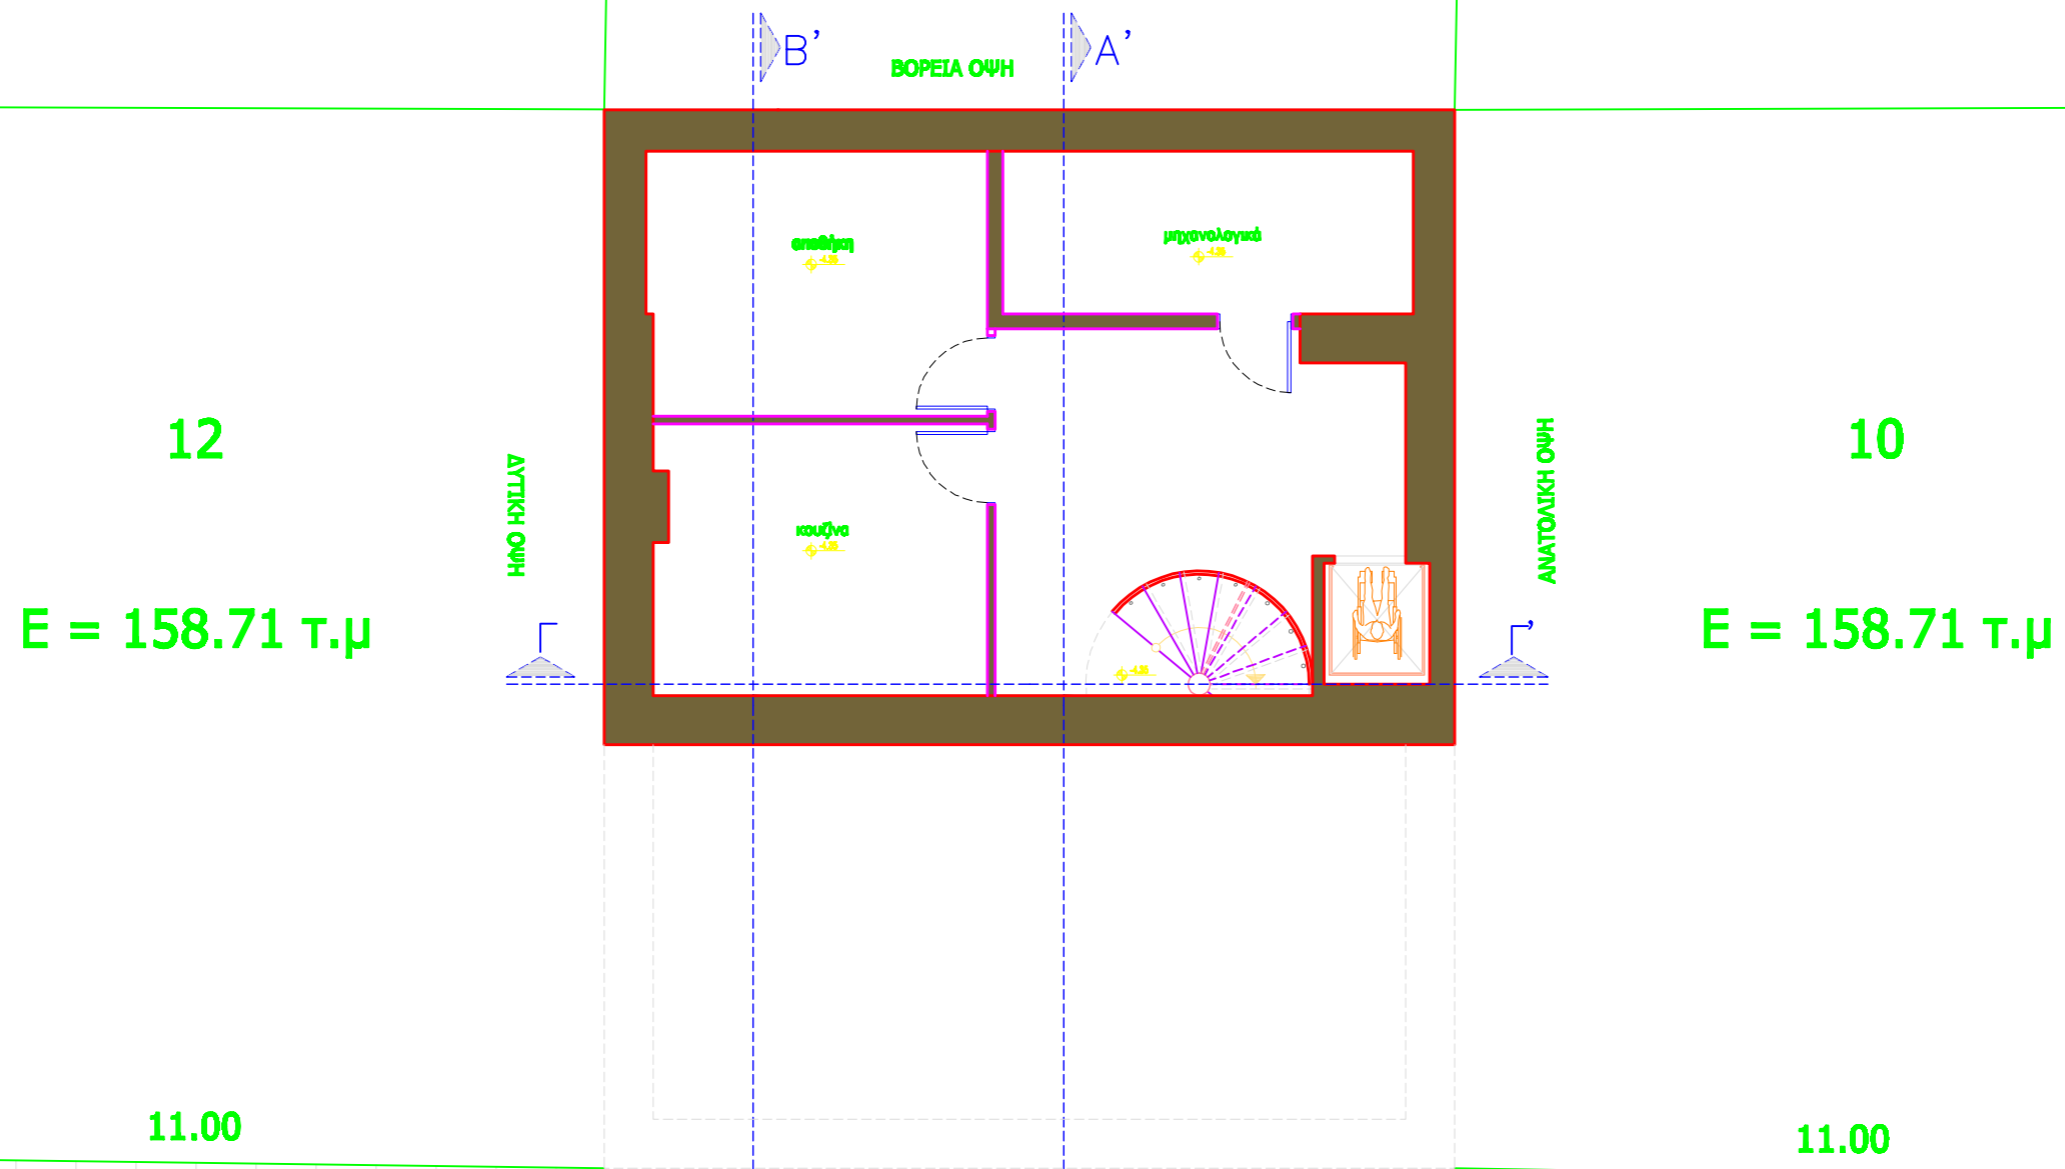 B’
A’
ΒΟΡΕΙΑ ΟΨΗ
αποθήκη
μηχανολογικά
12
10
ΔΥΤΙΚΗ ΟΨΗ
ΑΝΑΤΟΛΙΚΗ ΟΨΗ
κουζίνα
E = 158.71 τ.μ
E = 158.71 τ.μ
Γ
Γ’
11.00
11.00